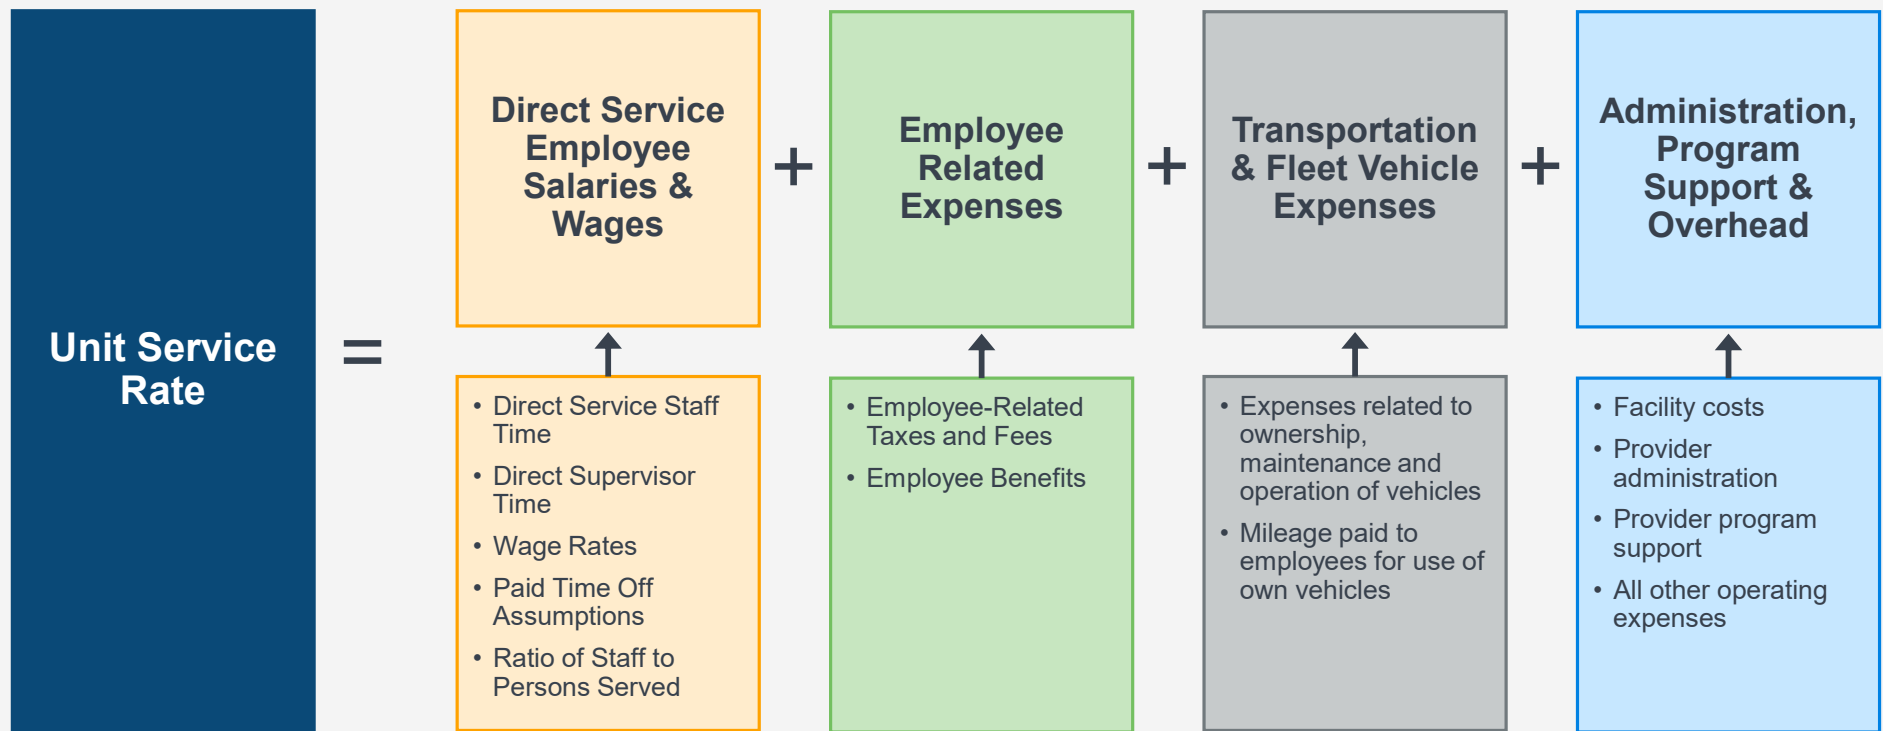 Unit Service
Rate
=
Direct Service
Employee
Salaries &
Wages
+
Employee
Related
Expenses
+
Transportation
& Fleet Vehicle
Expenses
+
Administration,
Program
Support &
Overhead
• Direct Service Staff
Time
• Direct Supervisor
Time
• Wage Rates
• Paid Time Off
Assumptions
• Ratio of Staff to
Persons Served
• Employee-Related
Taxes and Fees
• Employee Benefits
• Expenses related to
ownership,
maintenance and
operation of vehicles
• Mileage paid to
employees for use of
own vehicles
• Facility costs
• Provider
administration
• Provider program
support
• All other operating
expenses